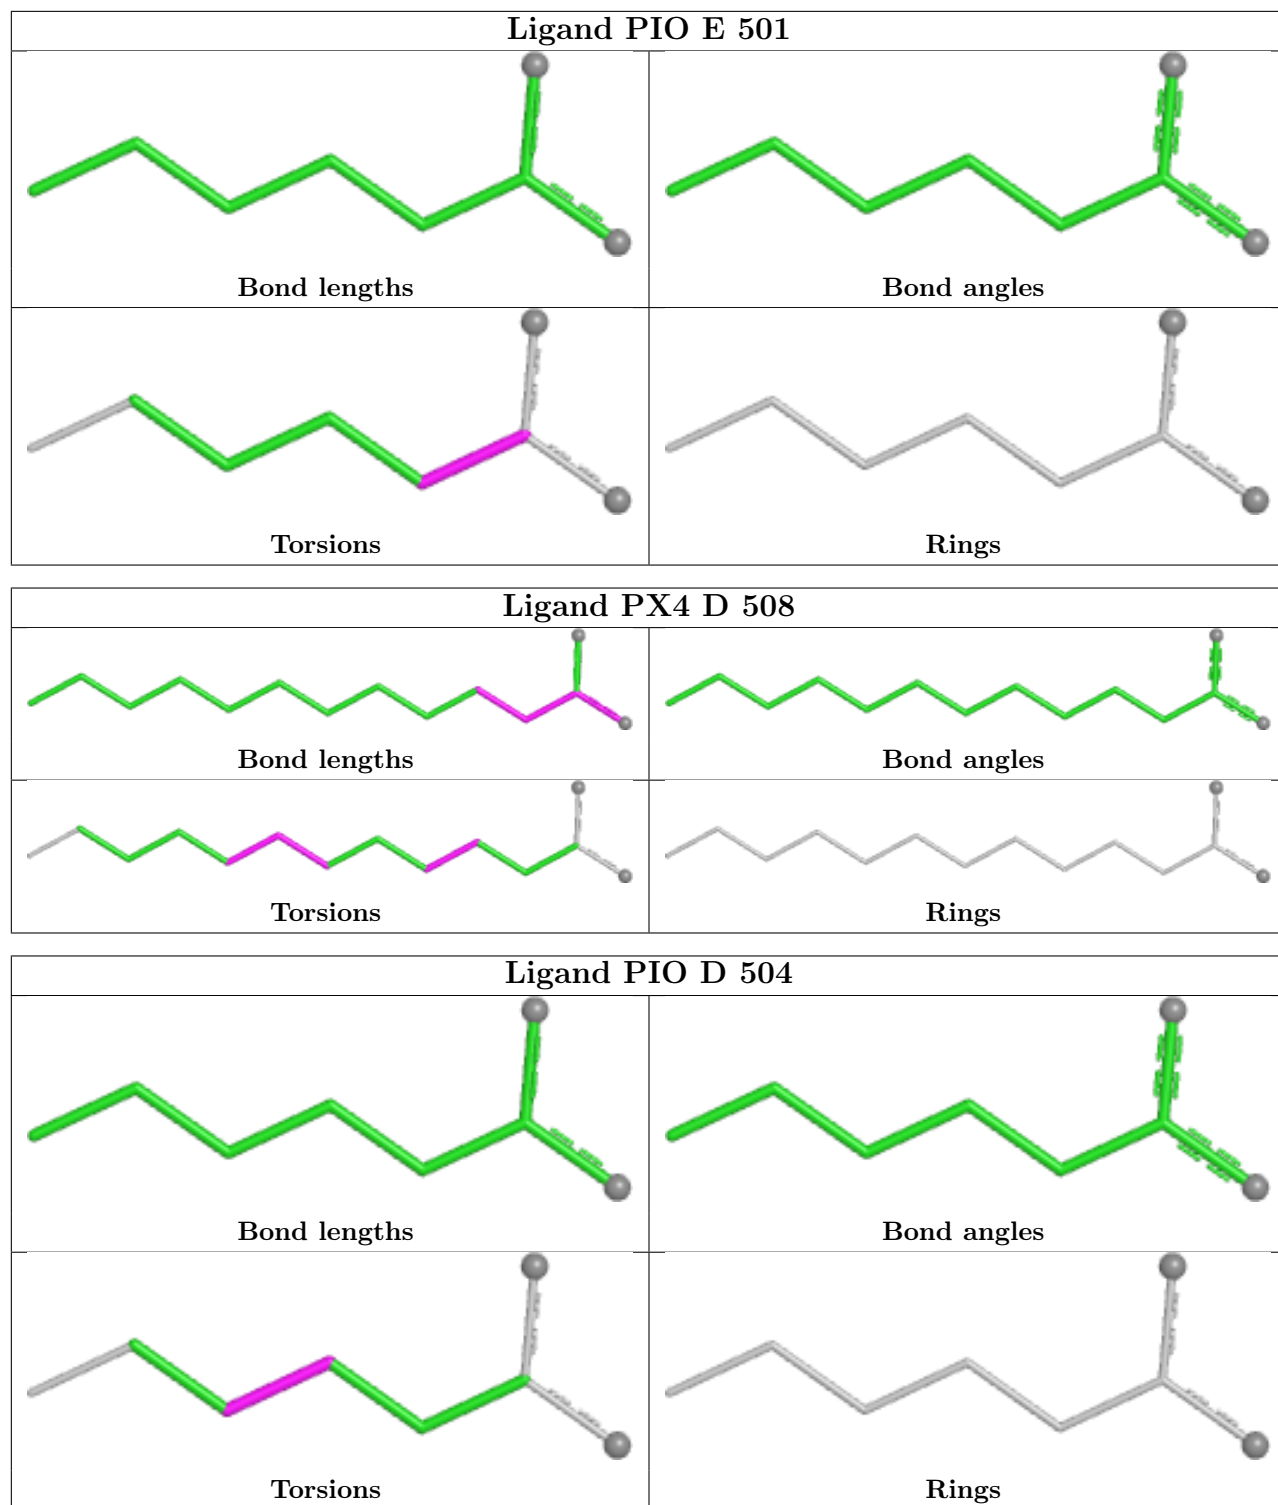 Ligand PIO E 501
Bond lengths
Bond angles
Torsions
Rings
Ligand PX4 D 508
Bond lengths
Bond angles
Torsions
Rings
Ligand PIO D 504
Bond lengths
Bond angles
Torsions
Rings